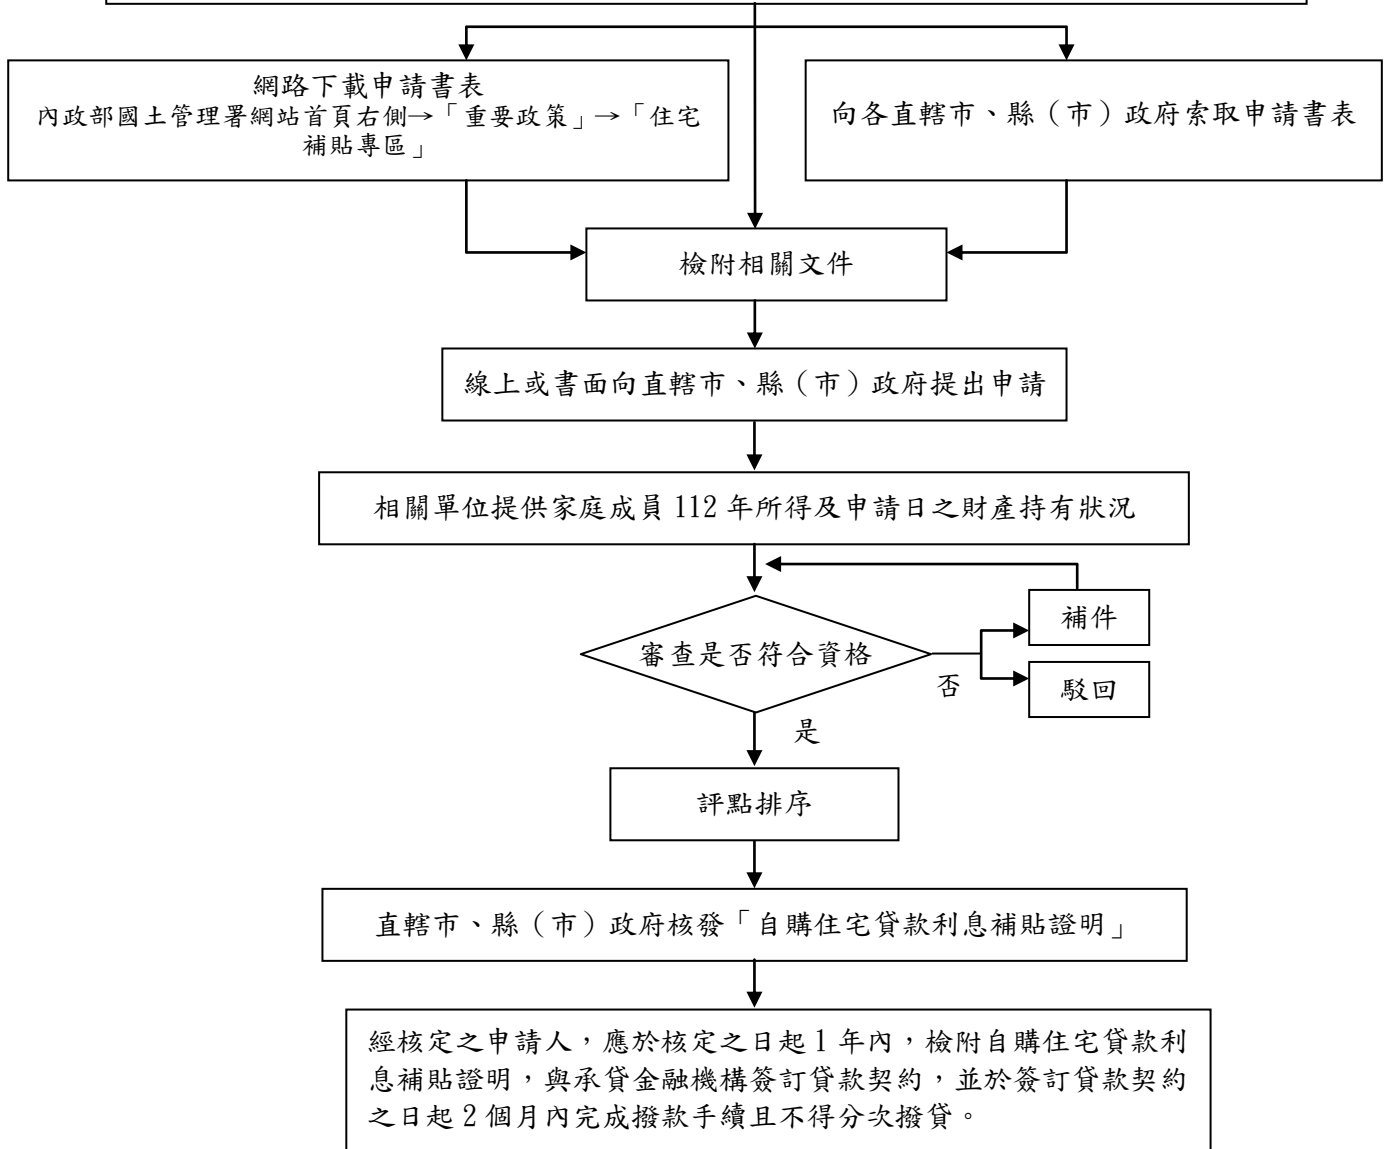 網路下載申請書表
內政部國土管理署網站首頁右側→「重要政策」→「住宅
補貼專區」
向各直轄市、縣（市）政府索取申請書表
檢附相關文件
線上或書面向直轄市、縣（市）政府提出申請
相關單位提供家庭成員 112 年所得及申請日之財產持有狀況
補件
審查是否符合資格
否
駁回
是
評點排序
直轄市、縣（市）政府核發「自購住宅貸款利息補貼證明」
經核定之申請人，應於核定之日起 1 年內，檢附自購住宅貸款利
息補貼證明，與承貸金融機構簽訂貸款契約，並於簽訂貸款契約
之日起 2 個月內完成撥款手續且不得分次撥貸。